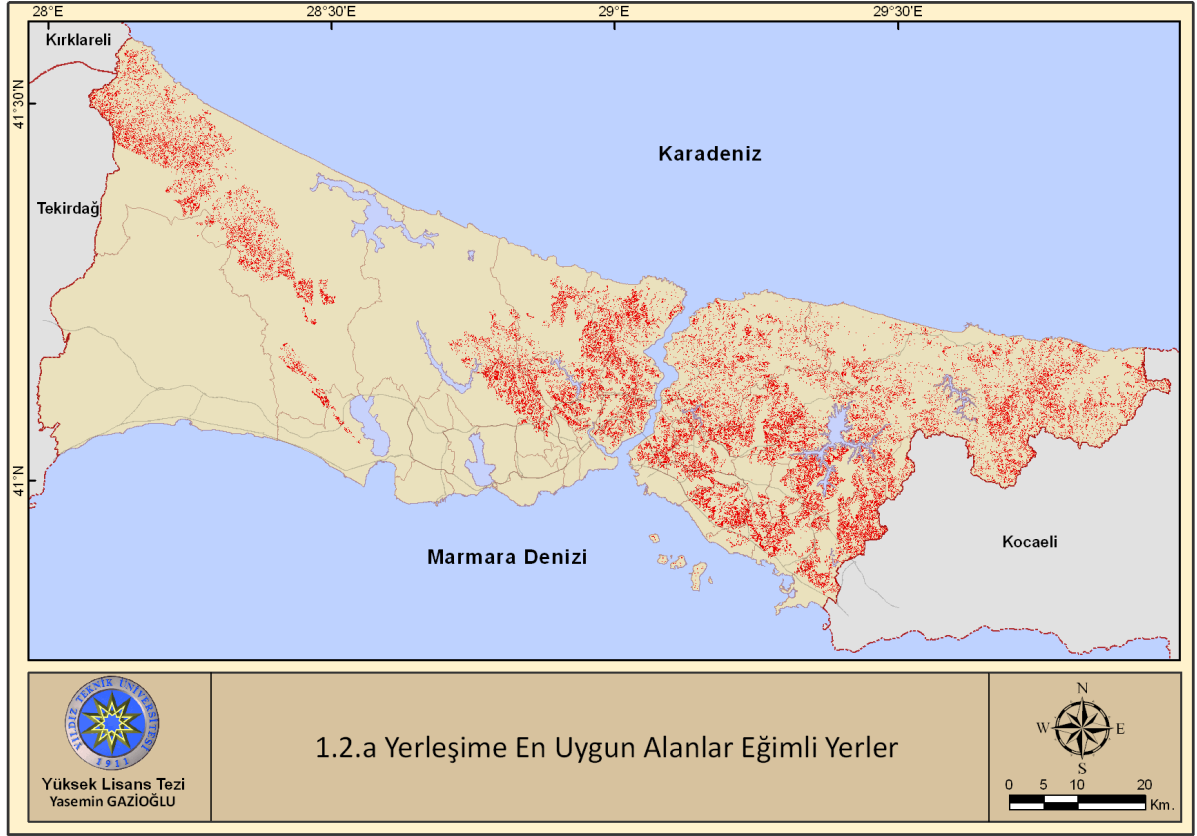 28°E
28°30'E
29°E
29°30'E
Kırklareli
41°30'N
Karadeniz
Tekirdağ
41°N
Marmara Denizi
Kocaeli
YILDIZ TEKNİK ÜNİVERSİTESİ
1911
Yüksek Lisans Tezi
Yasemin GAZİOĞLU
1.2.a Yerleşime En Uygun Alanlar Eğimli Yerler
N
W
E
S
0 5 10 20
Km.